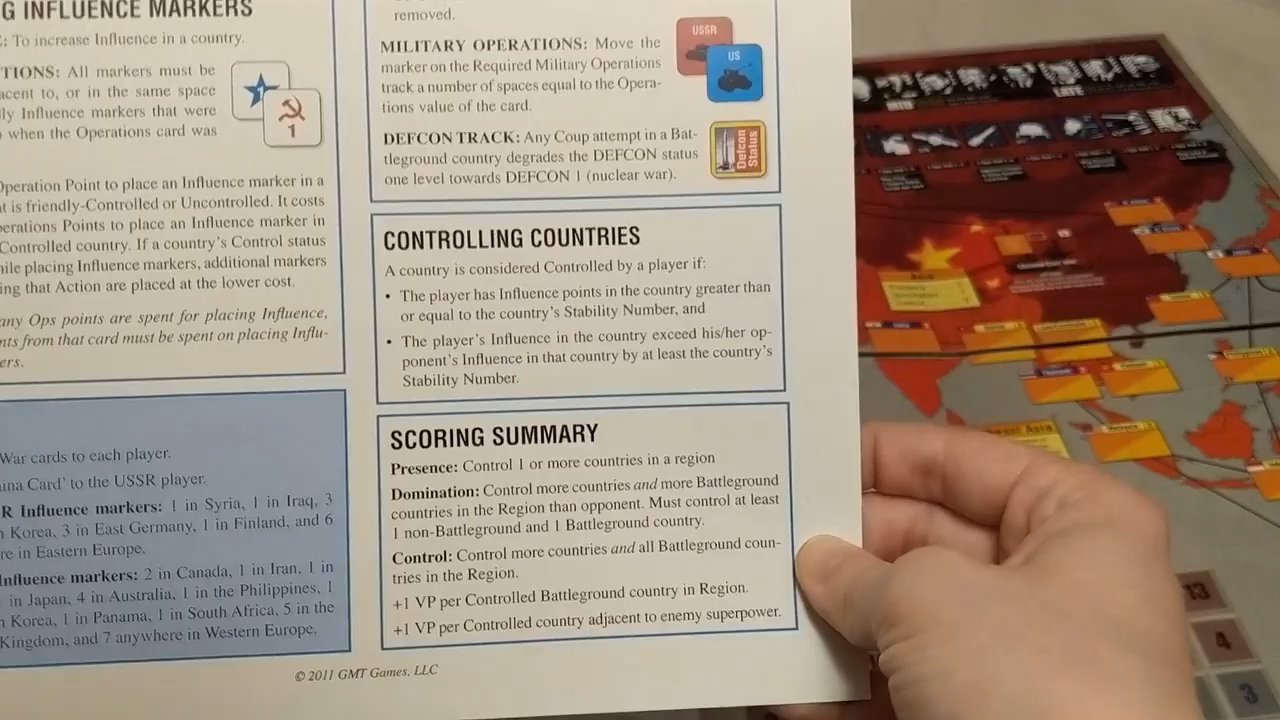 G INFLUENCE MARKERS
: To increase Influence in a country.
TIONS: All markers must be
acent to, or in the same space
lly Influence markers that were
when the Operations card was
1
1
Operation Point to place an Influence marker in a
t is friendly-Controlled or Uncontrolled. It costs
erations Points to place an Influence marker in
Controlled country. If a country's Control status
hile placing Influence markers, additional markers
ing that Action are placed at the lower cost.
any Ops points are spent for placing Influence,
nts from that card must be spent on placing Influ-
ers.
War cards to each player.
ina Card' to the USSR player.
R Influence markers: 1 in Syria, 1 in Iraq, 3
Korea, 3 in East Germany, 1 in Finland, and 6
re in Eastern Europe.
Influence markers: 2 in Canada, 1 in Iran, 1 in
in Japan, 4 in Australia, 1 in the Philippines, 1
Korea, 1 in Panama, 1 in South Africa, 5 in the
Kingdom, and 7 anywhere in Western Europe.
removed.
MILITARY OPERATIONS: Move the
marker on the Required Military Operations
track a number of spaces equal to the Opera-
tions value of the card.
USSR
US
DEFCON TRACK: Any Coup attempt in a Bat-
tleground country degrades the DEFCON status
one level towards DEFCON 1 (nuclear war).
Defcon
Status
CONTROLLING COUNTRIES
A country is considered Controlled by a player if:
• The player has Influence points in the country greater than
or equal to the country's Stability Number, and
• The player's Influence in the country exceed his/her op-
ponent's Influence in that country by at least the country's
Stability Number.
SCORING SUMMARY
Presence: Control 1 or more countries in a region
Domination: Control more countries and more Battleground
countries in the Region than opponent. Must control at least
1 non-Battleground and 1 Battleground country.
Control: Control more countries and all Battleground coun-
tries in the Region.
+1 VP per Controlled Battleground country in Region.
+1 VP per Controlled country adjacent to enemy superpower.
© 2011 GMT Games, LLC
MID
LATE
Asia
Asia
13
4
3